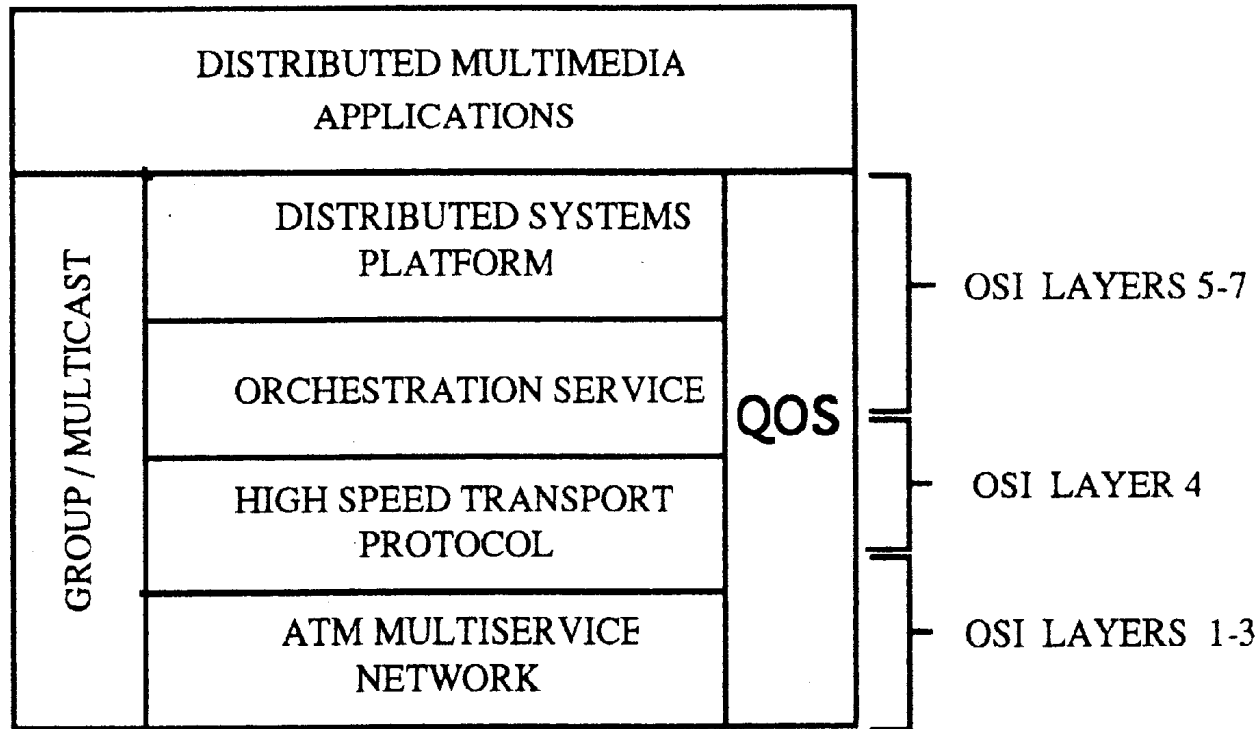 DISTRIBUTED MULTIMEDIA
APPLICATIONS
GROUP / MULTICAST
DISTRIBUTED SYSTEMS
PLATFORM
ORCHESTRATION SERVICE
HIGH SPEED TRANSPORT
PROTOCOL
ATM MULTISERVICE
NETWORK
QOS
OSI LAYERS 5-7
OSI LAYER 4
OSI LAYERS 1-3